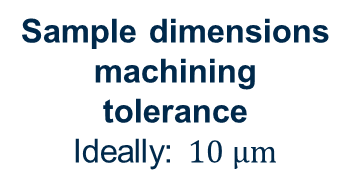 Sample dimensions
machining
tolerance
Ideally: 10 μm